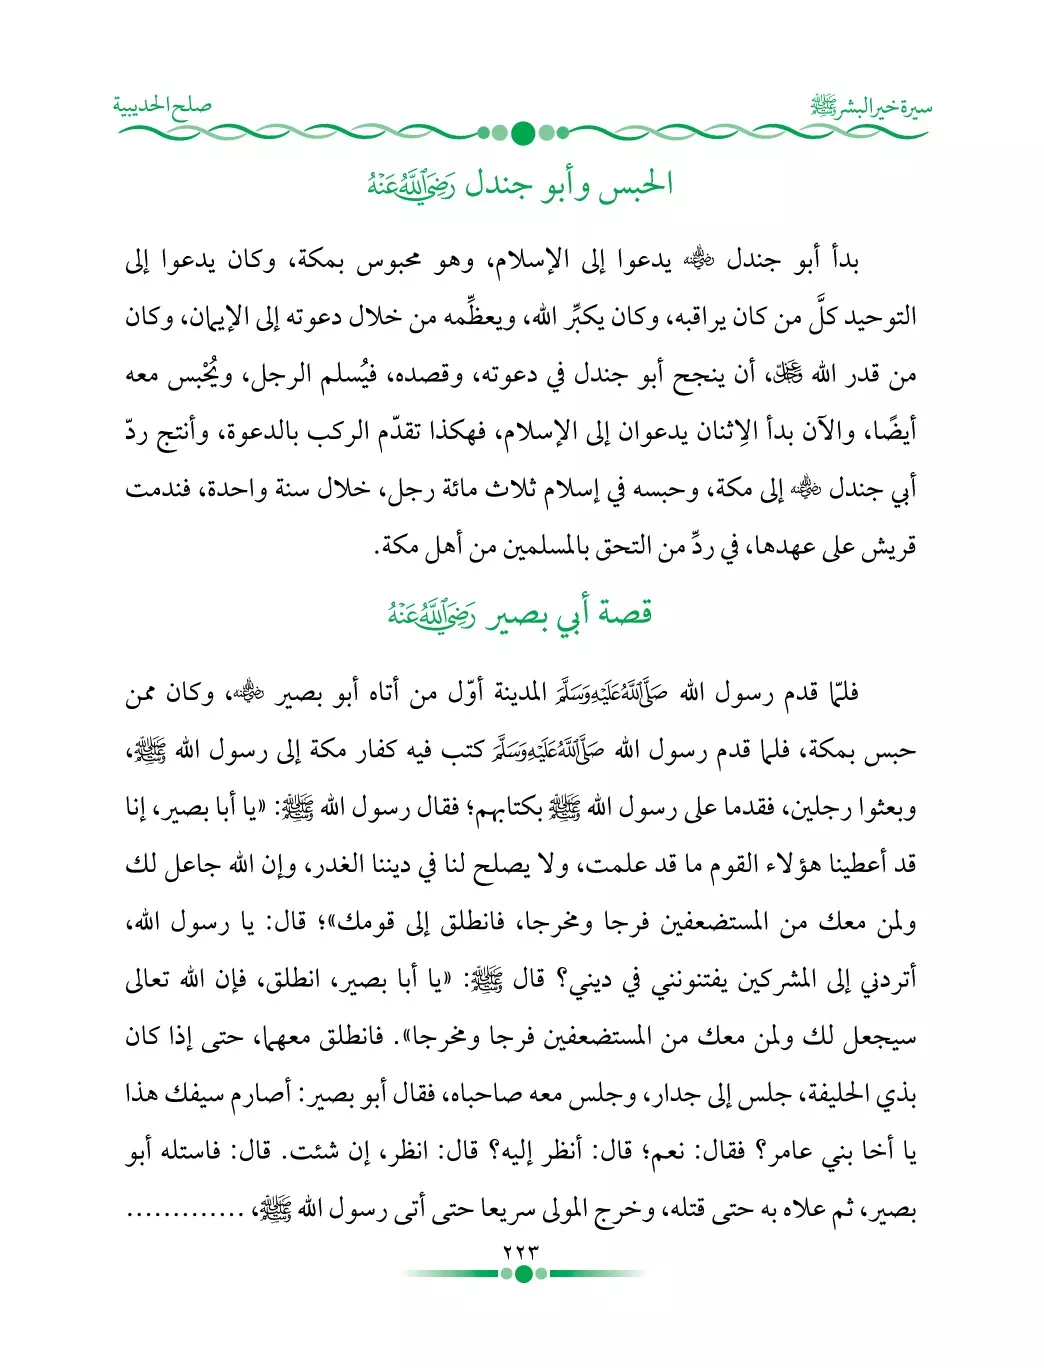 سيرة خير البشر ﷺ
صلح الحديبية
الحبس وأبو جندل رَضِيَ اللَّهُ عَنْهُ
بدأ أبو جندل رضي الله عنه يدعوا إلى الإسلام، وهو محبوس بمكة، وكان يدعوا إلى
التوحيد كلَّ من كان يراقبه، وكان يكبِّر الله، ويعظِّمه من خلال دعوته إلى الإيمان، وكان
من قدر الله عز وجل، أن ينجح أبو جندل في دعوته، وقصده، فيُسلم الرجل، ويُحْبس معه
أيضًا، والآن بدأ الاِثنان يدعوان إلى الإسلام، فهكذا تقدّم الركب بالدعوة، وأنتج ردّ
أبي جندل رضي الله عنه إلى مكة، وحبسه في إسلام ثلاث مائة رجل، خلال سنة واحدة، فندمت
قريش على عهدها، في ردِّ من التحق بالمسلمين من أهل مكة.
قصة أبي بصير رَضِيَ اللَّهُ عَنْهُ
فلمّا قدم رسول الله صَلَّى اللَّهُ عَلَيْهِ وَسَلَّمَ المدينة أوّل من أتاه أبو بصير رضي الله عنه، وكان ممن
حبس بمكة، فلما قدم رسول الله صَلَّى اللَّهُ عَلَيْهِ وَسَلَّمَ كتب فيه كفار مكة إلى رسول الله ﷺ،
وبعثوا رجلين، فقدما على رسول الله ﷺ بكتابهم؛ فقال رسول الله ﷺ: «يا أبا بصير، إنا
قد أعطينا هؤلاء القوم ما قد علمت، ولا يصلح لنا في ديننا الغدر، وإن الله جاعل لك
ولمن معك من المستضعفين فرجا ومخرجا، فانطلق إلى قومك»؛ قال: يا رسول الله،
أتردني إلى المشركين يفتنونني في ديني؟ قال ﷺ: «يا أبا بصير، انطلق، فإن الله تعالى
سيجعل لك ولمن معك من المستضعفين فرجا ومخرجا». فانطلق معهما، حتى إذا كان
بذي الحليفة، جلس إلى جدار، وجلس معه صاحباه، فقال أبو بصير: أصارم سيفك هذا
يا أخا بني عامر؟ فقال: نعم؛ قال: أنظر إليه؟ قال: انظر، إن شئت. قال: فاستله أبو
بصير، ثم علاه به حتى قتله، وخرج المولى سريعا حتى أتى رسول الله ﷺ، .............
٢٢٣